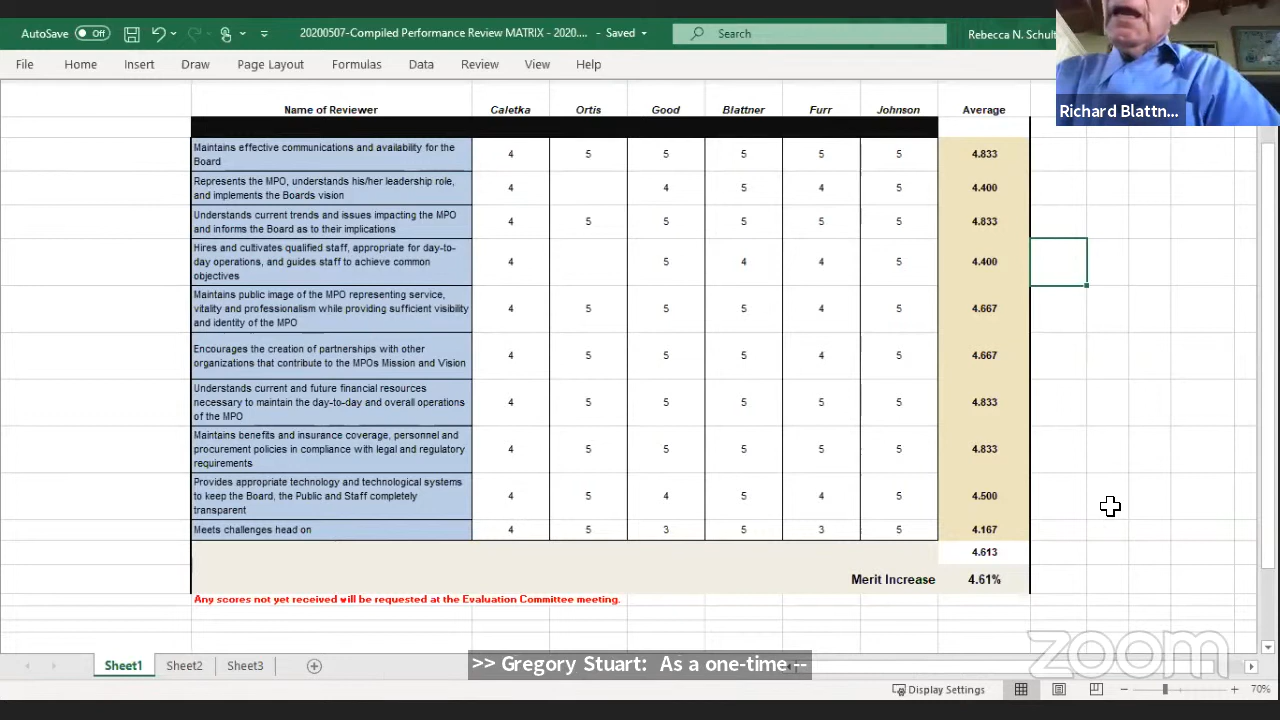 AutoSave Off 20200507-Compiled Performance Review MATRIX - 2020.... - Saved Search Rebecca N. Schult
File Home Insert Draw Page Layout Formulas Data Review View Help
Richard Blattn...
Name of Reviewer Caletka Ortis Good Blattner Furr Johnson Average
Maintains effective communications and availability for the
Board
4 5 5 5 5 5 4.833
Represents the MPO, understands his/her leadership role,
and implements the Boards vision
4 4 5 4 5 4.400
Understands current trends and issues impacting the MPO
and informs the Board as to their implications
4 5 5 5 5 5 4.833
Hires and cultivates qualified staff, appropriate for day-to-
day operations, and guides staff to achieve common
objectives
4 5 4 4 5 4.400
Maintains public image of the MPO representing service,
vitality and professionalism while providing sufficient visibility
and identity of the MPO
4 5 5 5 4 5 4.667
Encourages the creation of partnerships with other
organizations that contribute to the MPOs Mission and Vision
4 5 5 5 4 5 4.667
Understands current and future financial resources
necessary to maintain the day-to-day and overall operations
of the MPO
4 5 5 5 5 5 4.833
Maintains benefits and insurance coverage, personnel and
procurement policies in compliance with legal and regulatory
requirements
4 5 5 5 5 5 4.833
Provides appropriate technology and technological systems
to keep the Board, the Public and Staff completely
transparent
4 5 4 5 4 5 4.500
Meets challenges head on 4 5 3 5 3 5 4.167
4.613
Merit Increase 4.61%
Any scores not yet received will be requested at the Evaluation Committee meeting.
zoom
Sheet1 Sheet2 Sheet3
>> Gregory Stuart: As a one-time --
Display Settings 70%